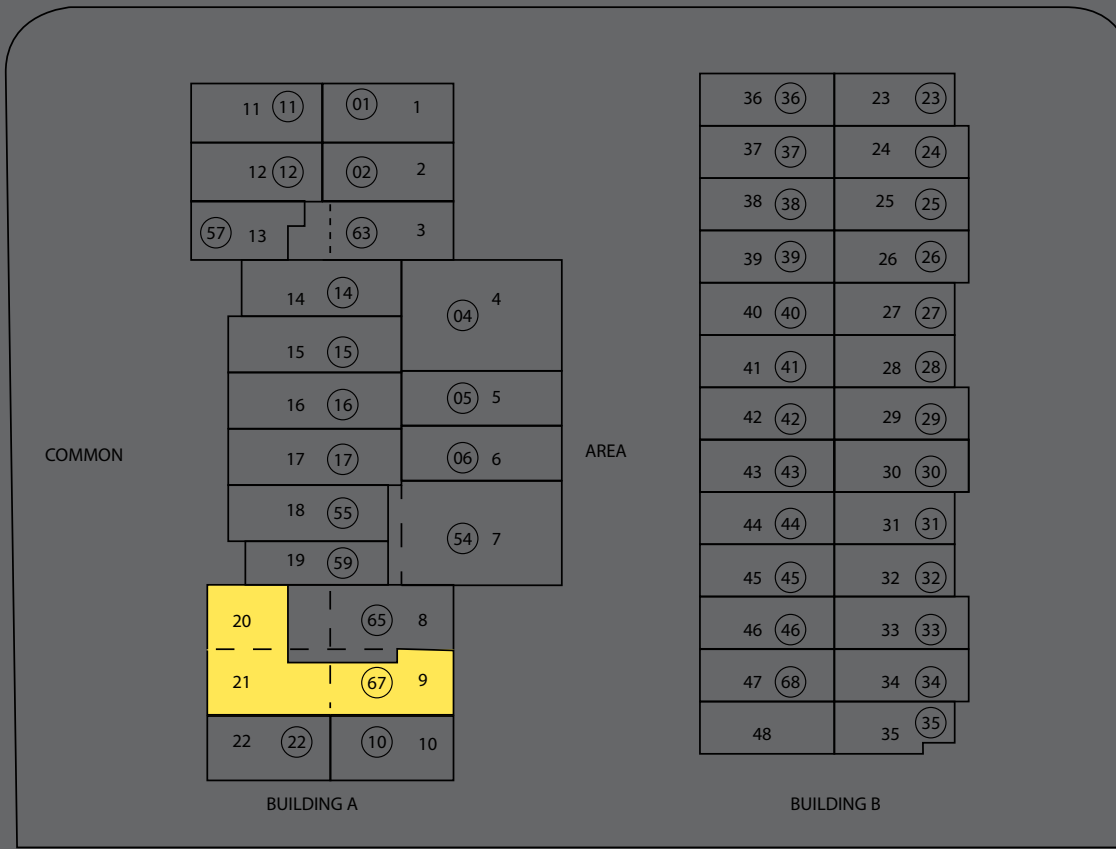 11 11 01 1
12 12 02 2
57 13 63 3
14 14 04 4
15 15
16 16 05 5
17 17 06 6
18 55 54 7
19 59
20 65 8
21 67 9
22 22 10 10
COMMON
AREA
BUILDING A
36 36 23 23
37 37 24 24
38 38 25 25
39 39 26 26
40 40 27 27
41 41 28 28
42 42 29 29
43 43 30 30
44 44 31 31
45 45 32 32
46 46 33 33
47 68 34 34
48 35 35
BUILDING B